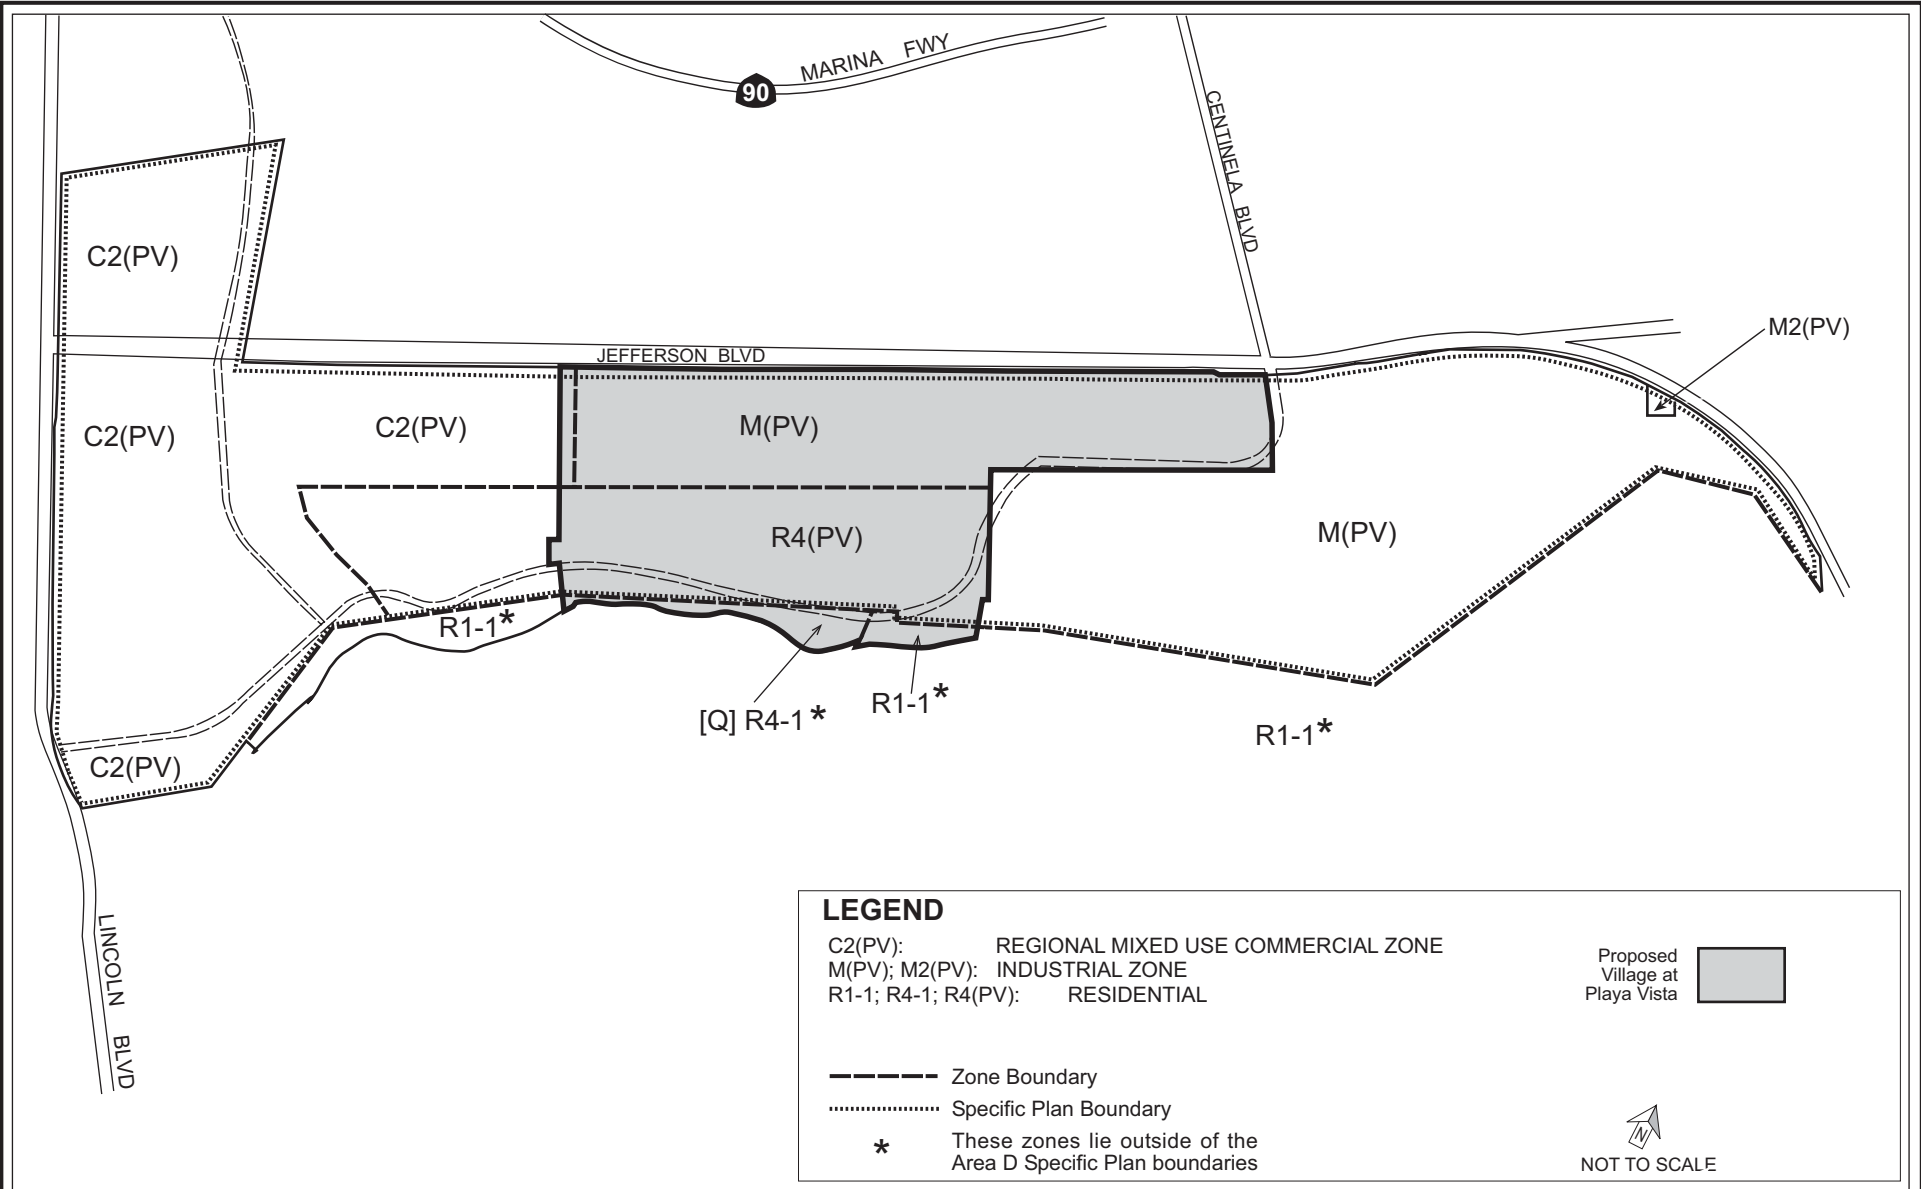 MARINA FWY
90
CENTINELA BLVD
C2(PV)
M2(PV)
JEFFERSON BLVD
C2(PV)
C2(PV)
M(PV)
R4(PV)
M(PV)
R1-1*
[Q] R4-1*
R1-1*
R1-1*
C2(PV)
LINCOLN BLVD
LEGEND
C2(PV): REGIONAL MIXED USE COMMERCIAL ZONE
M(PV); M2(PV): INDUSTRIAL ZONE
R1-1; R4-1; R4(PV): RESIDENTIAL
Proposed
Village at
Playa Vista
Zone Boundary
Specific Plan Boundary
* These zones lie outside of the
Area D Specific Plan boundaries
N
NOT TO SCALE